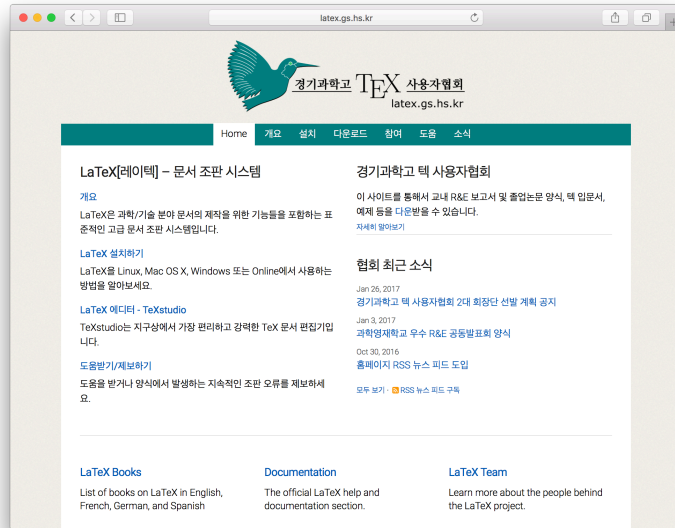 latex.gs.hs.kr
경기과학고 TEX 사용자협회
latex.gs.hs.kr
Home 개요 설치 다운로드 참여 도움 소식
LaTeX[레이텍] – 문서 조판 시스템
개요
LaTeX은 과학/기술 분야 문서의 제작을 위한 기능들을 포함하는 표
준적인 고급 문서 조판 시스템입니다.
LaTeX 설치하기
LaTeX을 Linux, Mac OS X, Windows 또는 Online에서 사용하는
방법을 알아보세요.
LaTeX 에디터 - TeXstudio
TeXstudio는 지구상에서 가장 편리하고 강력한 TeX 문서 편집기입
니다.
도움받기/제보하기
도움을 받거나 양식에서 발생하는 지속적인 조판 오류를 제보하세
요.
경기과학고 텍 사용자협회
이 사이트를 통해서 교내 R&E 보고서 및 졸업논문 양식, 텍 입문서,
예제 등을 다운받을 수 있습니다.
자세히 알아보기
협회 최근 소식
Jan 26, 2017
경기과학고 텍 사용자협회 2대 회장단 선발 계획 공지
Jan 3, 2017
과학영재학교 우수 R&E 공동발표회 양식
Oct 30, 2016
홈페이지 RSS 뉴스 피드 도입
모두 보기 - RSS 뉴스 피드 구독
LaTeX Books
List of books on LaTeX in English,
French, German, and Spanish
Documentation
The official LaTeX help and
documentation section.
LaTeX Team
Learn more about the people behind
the LaTeX project.